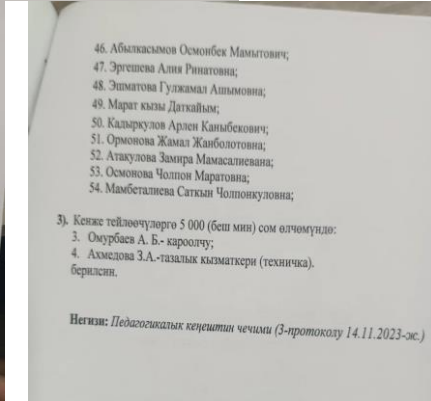 46. Абылкасымов Осмонбек Мамытович;
47. Эргешева Алия Ринатовна;
48. Эшматова Гулжамал Ашымовна;
49. Марат кызы Даткайым;
50. Кадыркулов Арлен Каныбекович;
51. Ормонова Жамал Жанболотовна;
52. Атакулова Замира Мамасалиевана;
53. Осмонова Чолпон Маратовна;
54. Мамбеталиева Саткын Чолпонкуловна;
3). Кенже тейлөөчүлөргө 5 000 (беш мин) сом өлчөмүндө:
3. Омурбаев А. Б.- кароолчу;
4. Ахмедова З.А.-тазалык кызматкери (техничка).
берилсин.
Негизи: Педагогикалык кеңештин чечими (3-протоколу 14.11.2023-ж.)